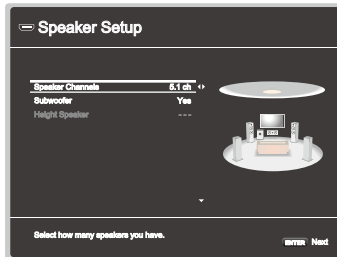 Speaker Setup
Speaker Channels 5.1 ch
Subwoofer Yes
Height Speaker ---
Select how many speakers you have.
ENTER Next